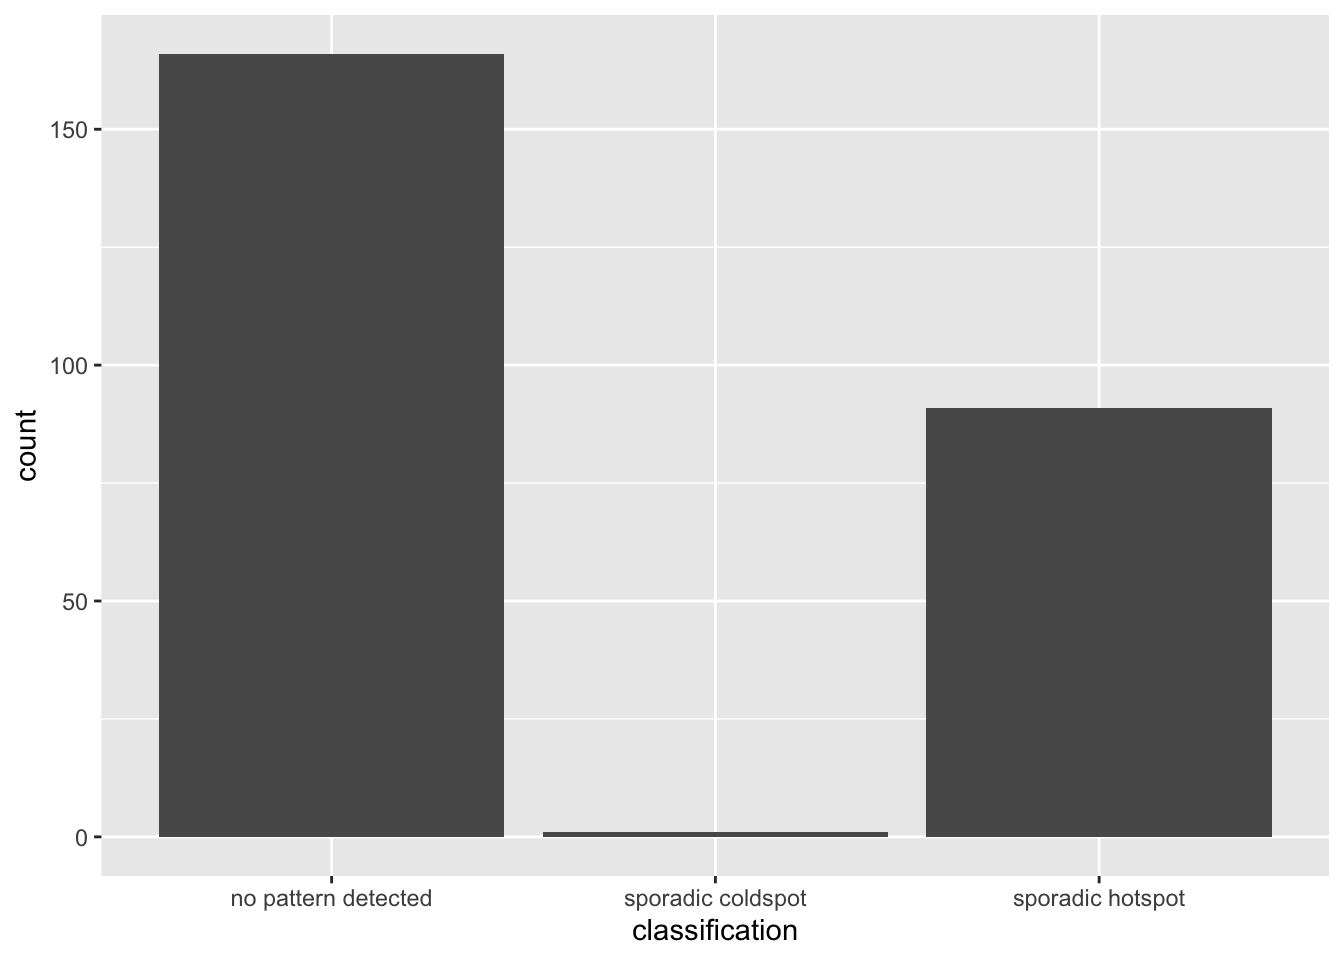 150
100
50
0
count
no pattern detected
sporadic coldspot
sporadic hotspot
classification